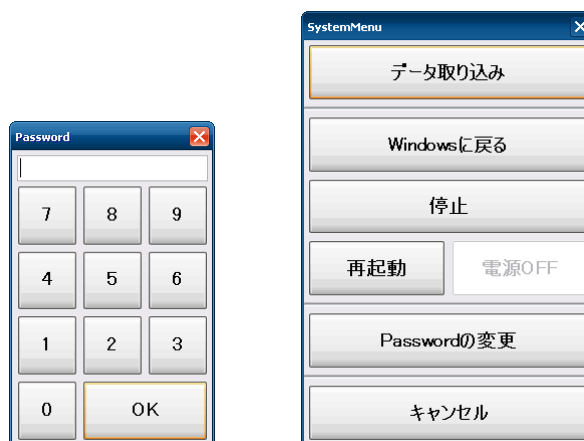 Password
7 8 9
4 5 6
1 2 3
0 OK
SystemMenu
データ取り込み
Windowsに戻る
停止
再起動 電源OFF
Passwordの変更
キャンセル